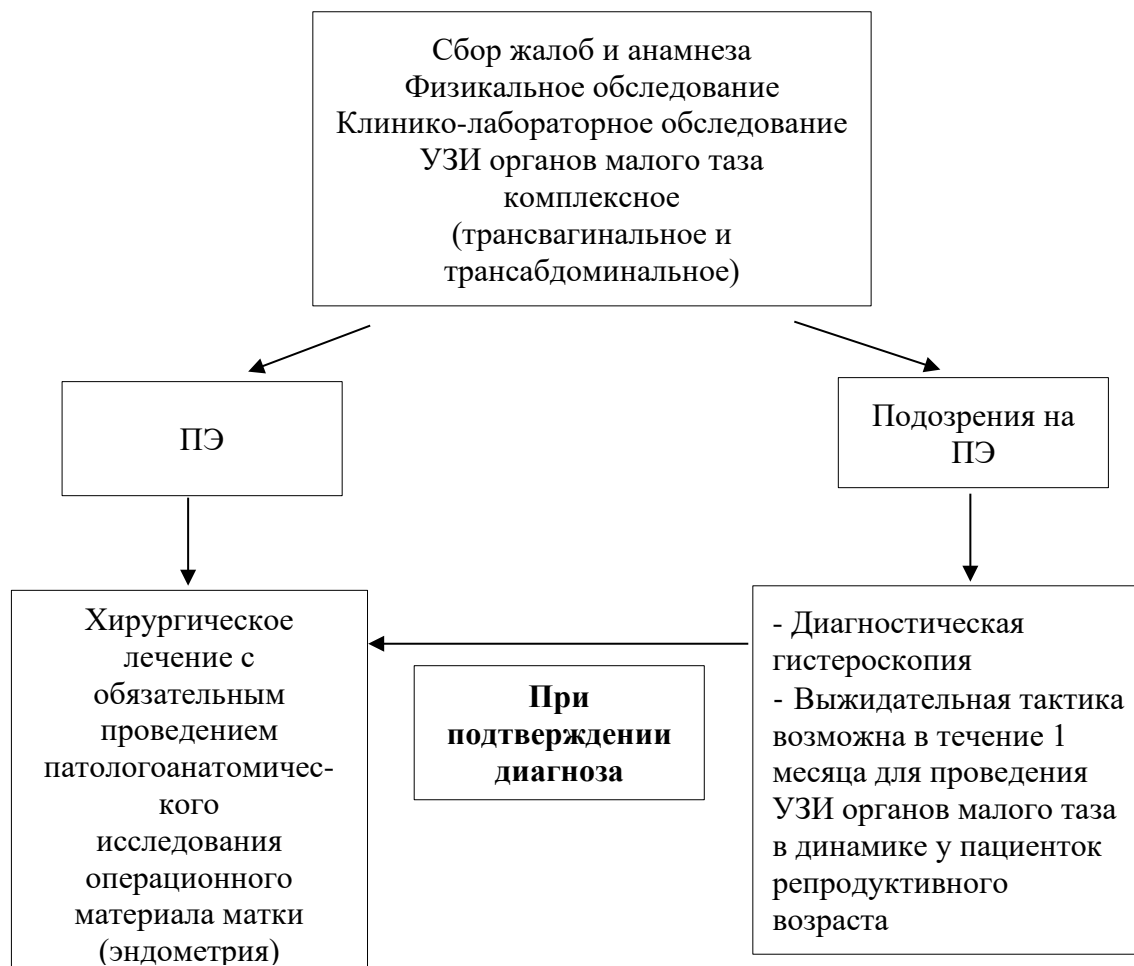 Сбор жалоб и анамнеза
Физикальное обследование
Клинико-лабораторное обследование
УЗИ органов малого таза
комплексное
(трансвагинальное и
трансабдоминальное)
ПЭ
Подозрения на
ПЭ
Хирургическое
лечение с
обязательным
проведением
патологоанатомичес-
кого
исследования
операционного
материала матки
(эндометрия)
При
подтверждении
диагноза
- Диагностическая
гистероскопия
- Выжидательная тактика
возможна в течение 1
месяца для проведения
УЗИ органов малого таза
в динамике у пациенток
репродуктивного
возраста